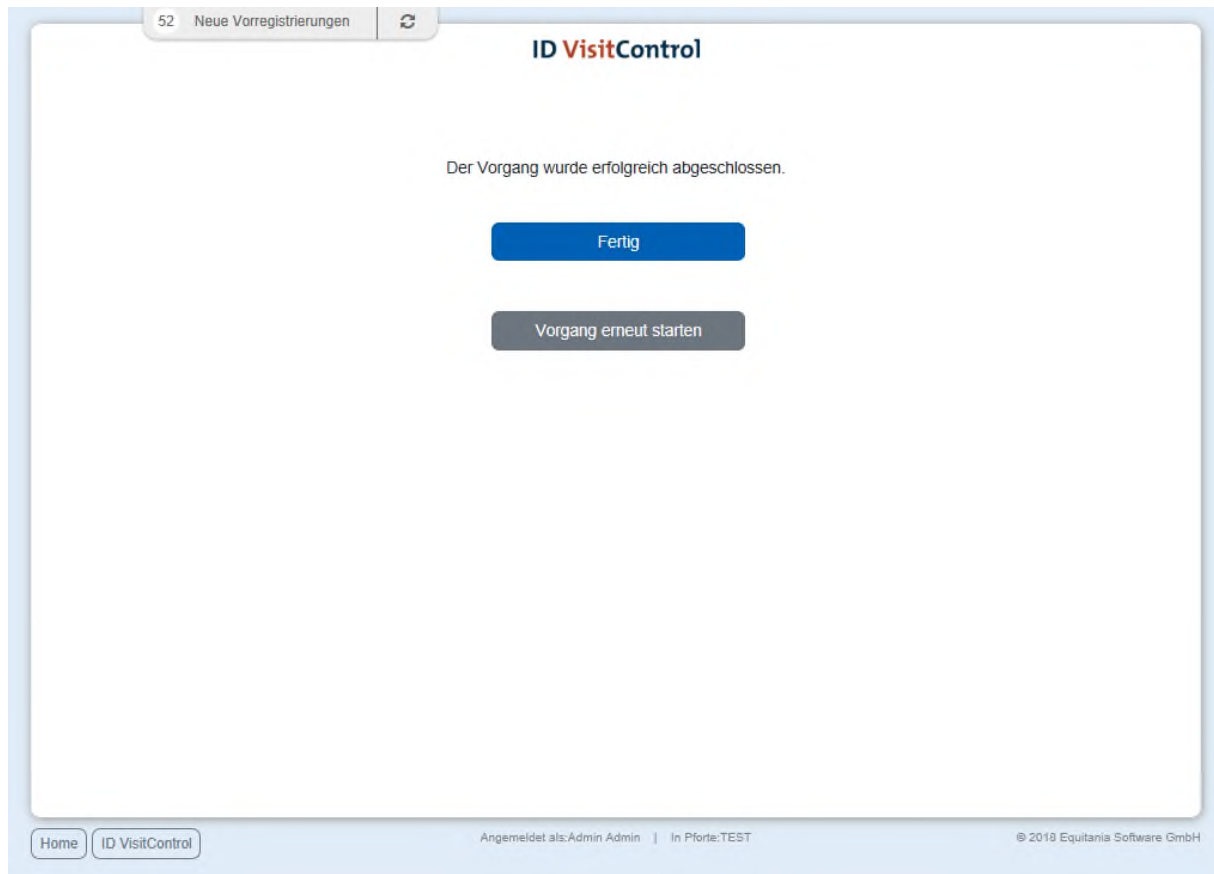 52 Neue Vorregistrierungen
ID VisitControl
Der Vorgang wurde erfolgreich abgeschlossen.
Fertig
Vorgang erneut starten
Home ID VisitControl Angemeldet als:Admin Admin | In Pforte:TEST © 2018 Equitania Software GmbH